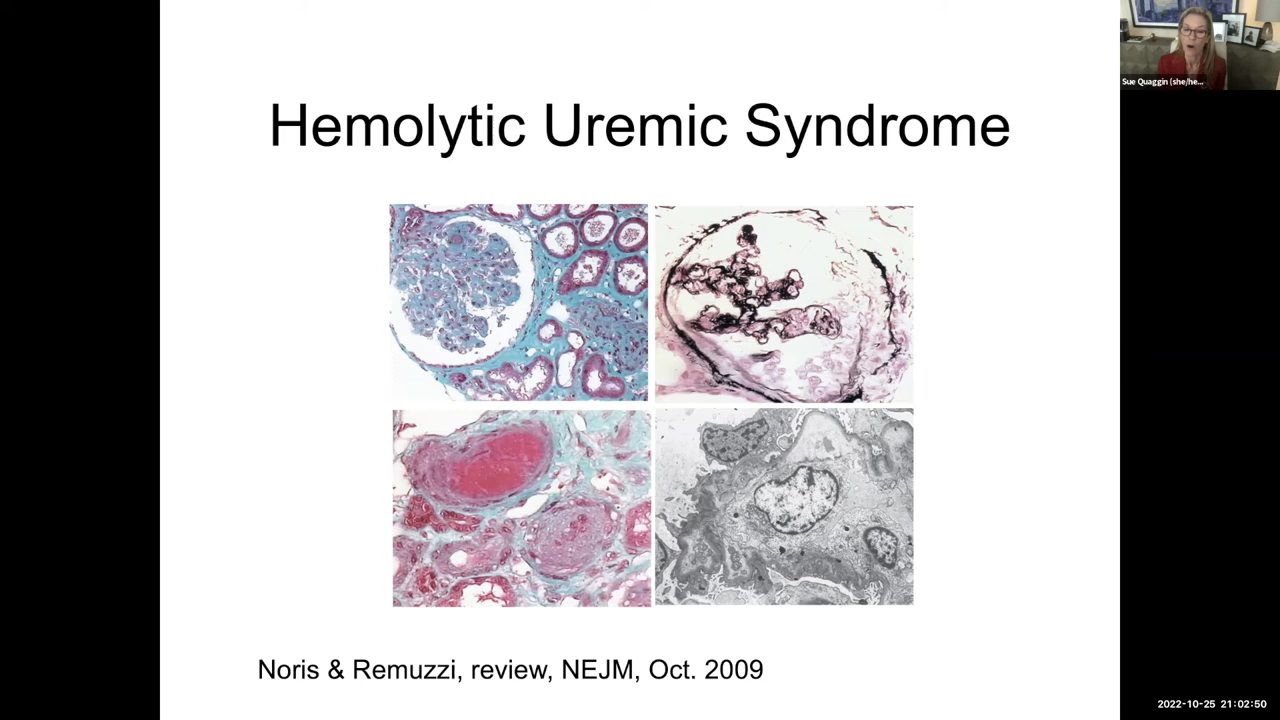 Sue Quaggin (she/he...
Hemolytic Uremic Syndrome
Noris & Remuzzi, review, NEJM, Oct. 2009
2022-10-25 21:02:50